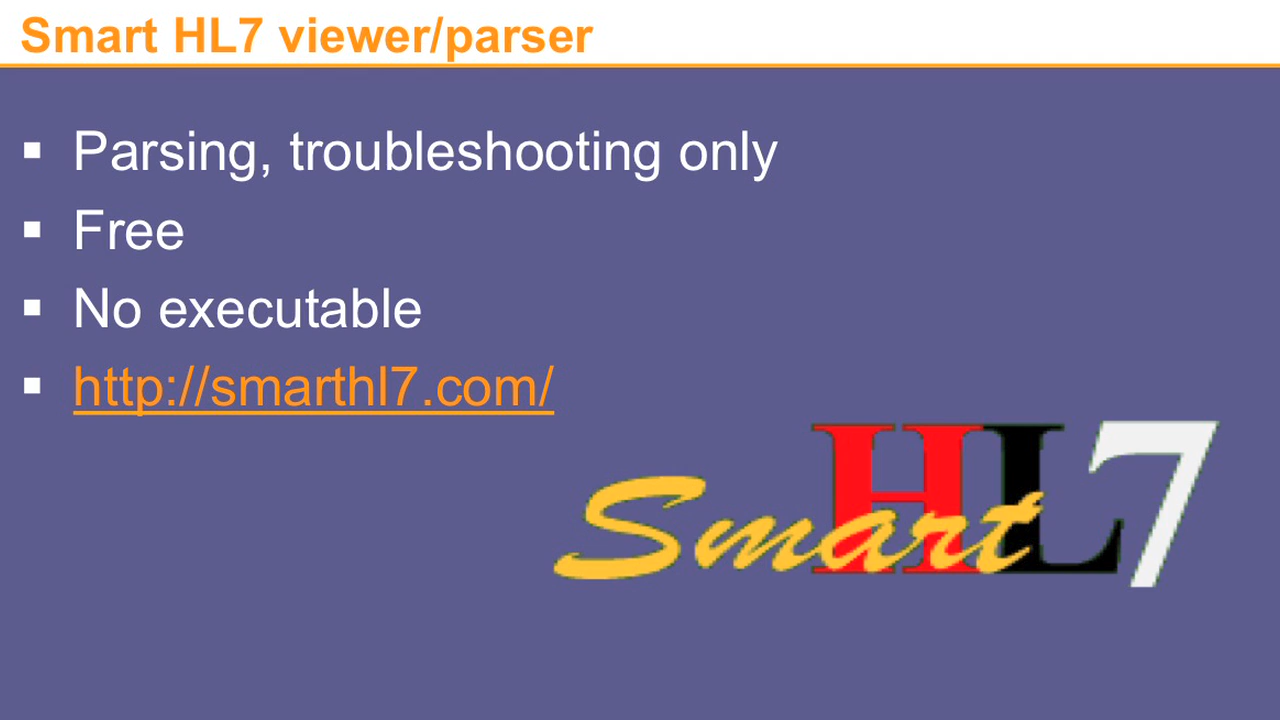 Smart HL7 viewer/parser
Parsing, troubleshooting only
Free
No executable
http://smarthl7.com/
Smart HL7